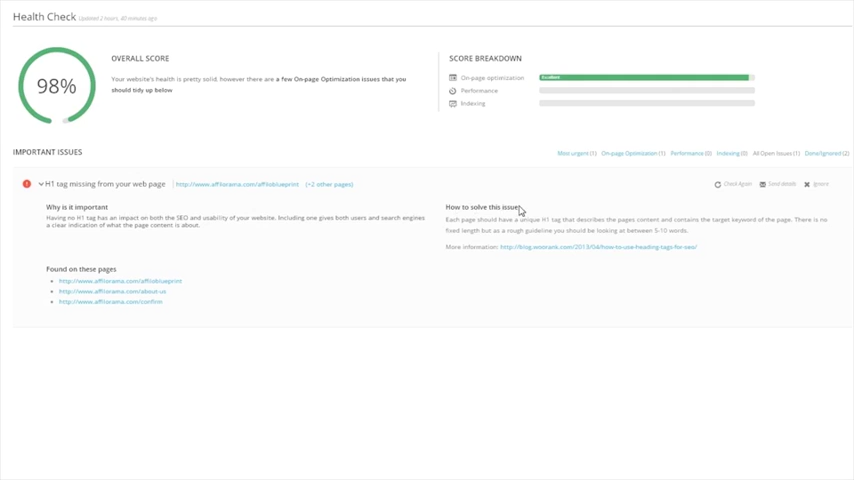 Health Check Updated 2 hours, 40 minutes ago
98%
OVERALL SCORE
Your website's health is pretty solid, however there are a few On-page Optimization issues that you
should tidy up below
SCORE BREAKDOWN
On-page optimization Excellent
Performance
Indexing
IMPORTANT ISSUES
Most urgent (1) On-page Optimization (1) Performance (0) Indexing (0) All Open Issues (1) Done/Ignored (2)
H1 tag missing from your web page http://www.affilorama.com/affiloblueprint (+2 other pages)
Check Again Send details Ignore
Why is it important
Having no H1 tag has an impact on both the SEO and usability of your website. Including one gives both users and search engines
a clear indication of what the page content is about.
How to solve this issue
Each page should have a unique H1 tag that describes the pages content and contains the target keyword of the page. There is no
fixed length but as a rough guideline you should be looking at between 5-10 words.
More information: http://blog.woorank.com/2013/04/how-to-use-heading-tags-for-seo/
Found on these pages
http://www.affilorama.com/affiloblueprint
http://www.affilorama.com/about-us
http://www.affilorama.com/confirm